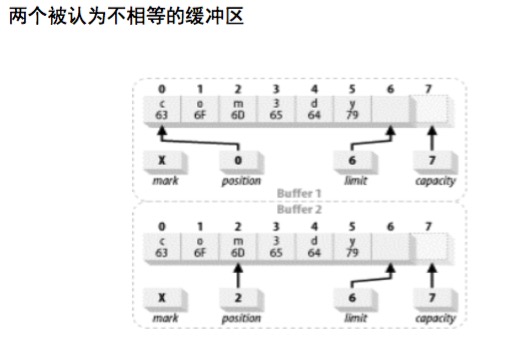 两个被认为不相等的缓冲区
0 1 2 3 4 5 6 7
c o m 3 d y
63 6F 6D 65 64 79
X 0 6 7
mark position limit capacity
Buffer 1
Buffer 2
0 1 2 3 4 5 6 7
c o m 3 d y
63 6F 6D 65 64 79
X 2 6 7
mark position limit capacity